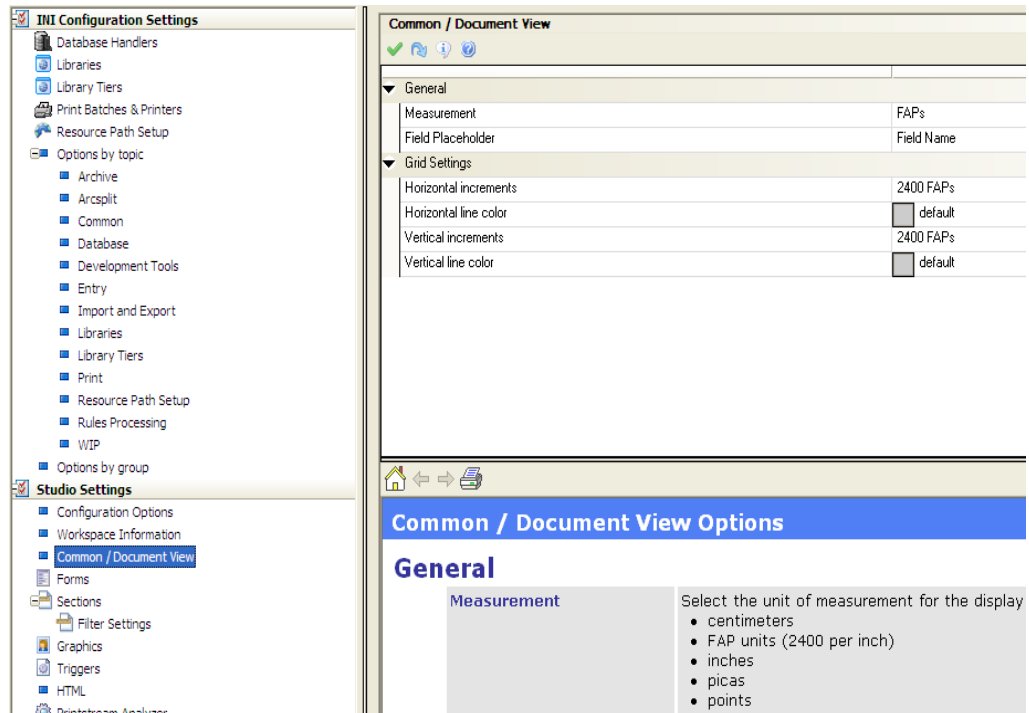 INI Configuration Settings
Database Handlers
Libraries
Library Tiers
Print Batches & Printers
Resource Path Setup
Options by topic
Archive
Arcsplit
Common
Database
Development Tools
Entry
Import and Export
Libraries
Library Tiers
Print
Resource Path Setup
Rules Processing
WIP
Options by group
Studio Settings
Configuration Options
Workspace Information
Common / Document View
Forms
Sections
Filter Settings
Graphics
Triggers
HTML
Printstream Analyzer
Common / Document View
General
Measurement FAPs
Field Placeholder Field Name
Grid Settings
Horizontal increments 2400 FAPs
Horizontal line color default
Vertical increments 2400 FAPs
Vertical line color default
Common / Document View Options
General
Measurement Select the unit of measurement for the display
• centimeters
• FAP units (2400 per inch)
• inches
• picas
• points